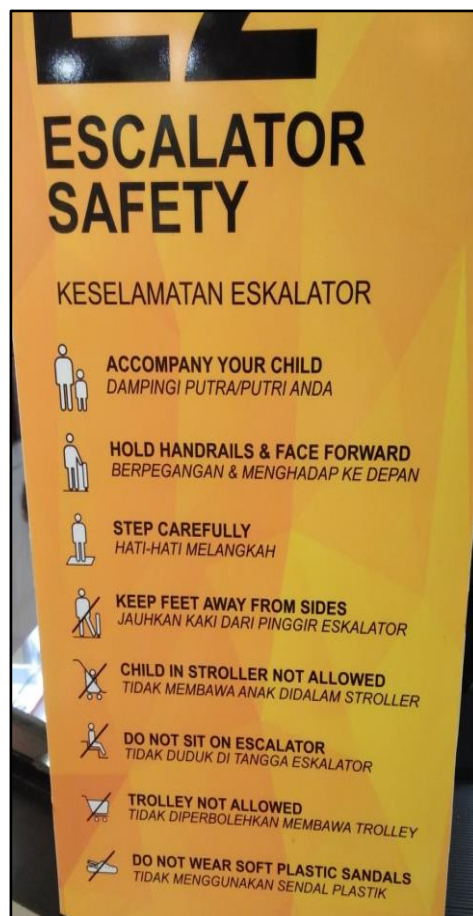 ESCALATOR
SAFETY
KESELAMATAN ESKALATOR
ACCOMPANY YOUR CHILD
DAMPINGI PUTRA/PUTRI ANDA
HOLD HANDRAILS & FACE FORWARD
BERPEGANGAN & MENGHADAP KE DEPAN
STEP CAREFULLY
HATI-HATI MELANGKAH
KEEP FEET AWAY FROM SIDES
JAUHKAN KAKI DARI PINGGIR ESKALATOR
CHILD IN STROLLER NOT ALLOWED
TIDAK MEMBAWA ANAK DIDALAM STROLLER
DO NOT SIT ON ESCALATOR
TIDAK DUDUK DI TANGGA ESKALATOR
TROLLEY NOT ALLOWED
TIDAK DIPERBOLEHKAN MEMBAWA TROLLEY
DO NOT WEAR SOFT PLASTIC SANDALS
TIDAK MENGGUNAKAN SENDAL PLASTIK